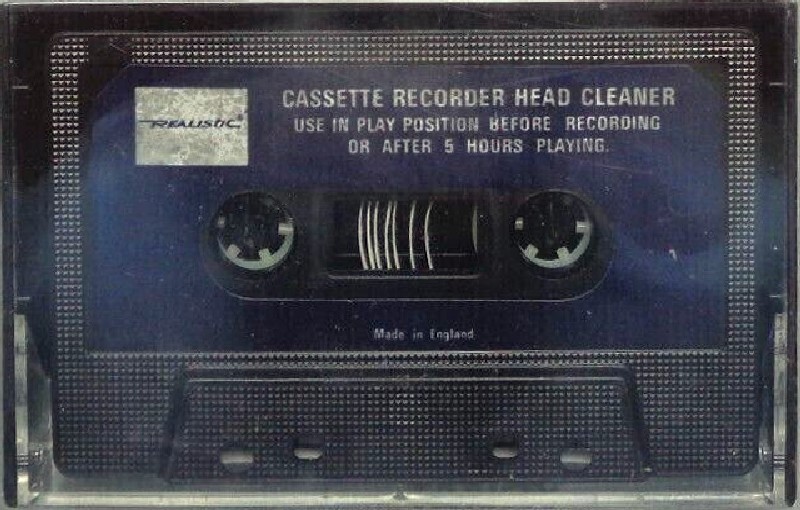 REALISTIC
CASSETTE RECORDER HEAD CLEANER
USE IN PLAY POSITION BEFORE RECORDING
OR AFTER 5 HOURS PLAYING.
Made in England